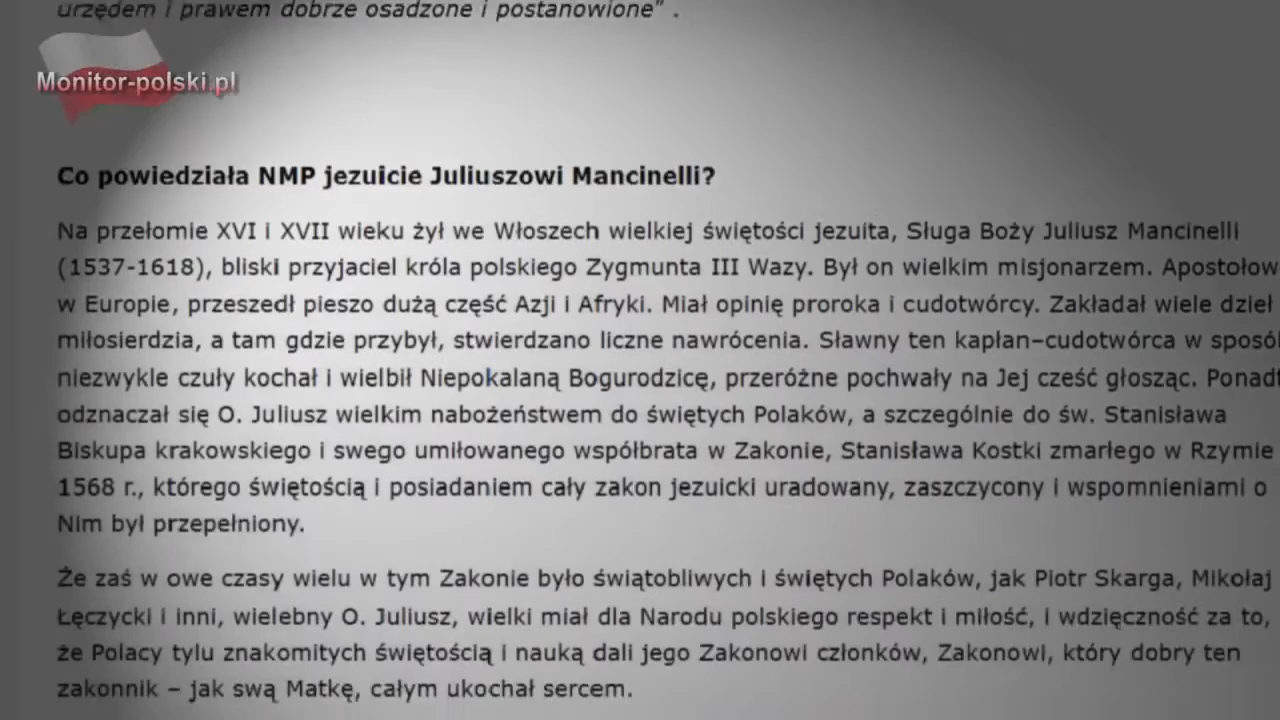 urzędem i prawem dobrze osadzone i postanowione" .
Monitor-polski.pl
Co powiedziała NMP jezuicie Juliuszowi Mancinelli?
Na przełomie XVI i XVII wieku żył we Włoszech wielkiej świętości jezuita, Sługa Boży Juliusz Mancinelli
(1537-1618), bliski przyjaciel króla polskiego Zygmunta III Wazy. Był on wielkim misjonarzem. Apostołow
w Europie, przeszedł pieszo dużą część Azji i Afryki. Miał opinię proroka i cudotwórcy. Zakładał wiele dzieł
miłosierdzia, a tam gdzie przybył, stwierdzano liczne nawrócenia. Sławny ten kapłan–cudotwórca w sposó
niezwykle czuły kochał i wielbił Niepokalaną Bogurodzicę, przeróżne pochwały na Jej cześć głosząc. Ponadt
odznaczał się O. Juliusz wielkim nabożeństwem do świętych Polaków, a szczególnie do św. Stanisława
Biskupa krakowskiego i swego umiłowanego współbrata w Zakonie, Stanisława Kostki zmarłego w Rzymie
1568 r., którego świętością i posiadaniem cały zakon jezuicki uradowany, zaszczycony i wspomnieniami o
Nim był przepełniony.
Że zaś w owe czasy wielu w tym Zakonie było świątobliwych i świętych Polaków, jak Piotr Skarga, Mikołaj
Łęczycki i inni, wielebny O. Juliusz, wielki miał dla Narodu polskiego respekt i miłość, i wdzięczność za to,
że Polacy tylu znakomitych świętością i nauką dali jego Zakonowi członków, Zakonowi, który dobry ten
zakonnik – jak swą Matkę, całym ukochał sercem.